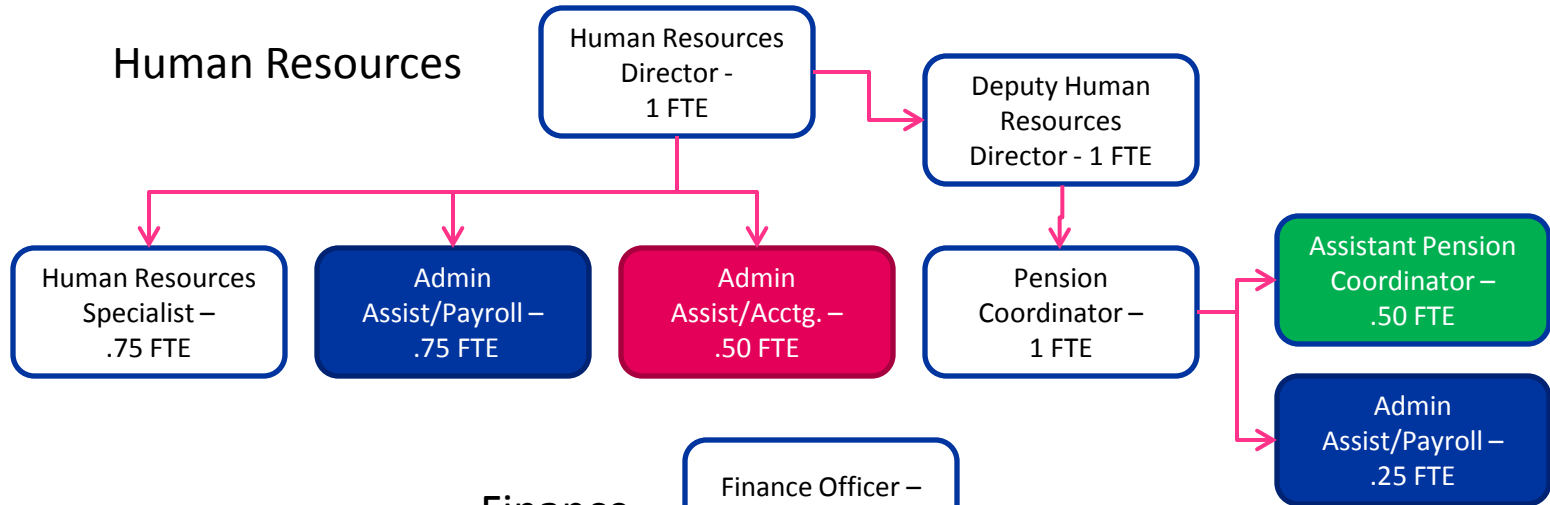 Human Resources
Human Resources
Director -
1 FTE
Deputy Human
Resources
Director - 1 FTE
Human Resources
Specialist –
.75 FTE
Admin
Assist/Payroll –
.75 FTE
Admin
Assist/Acctg. –
.50 FTE
Pension
Coordinator –
1 FTE
Assistant Pension
Coordinator –
.50 FTE
Admin
Assist/Payroll –
.25 FTE
Finance
Finance Officer –